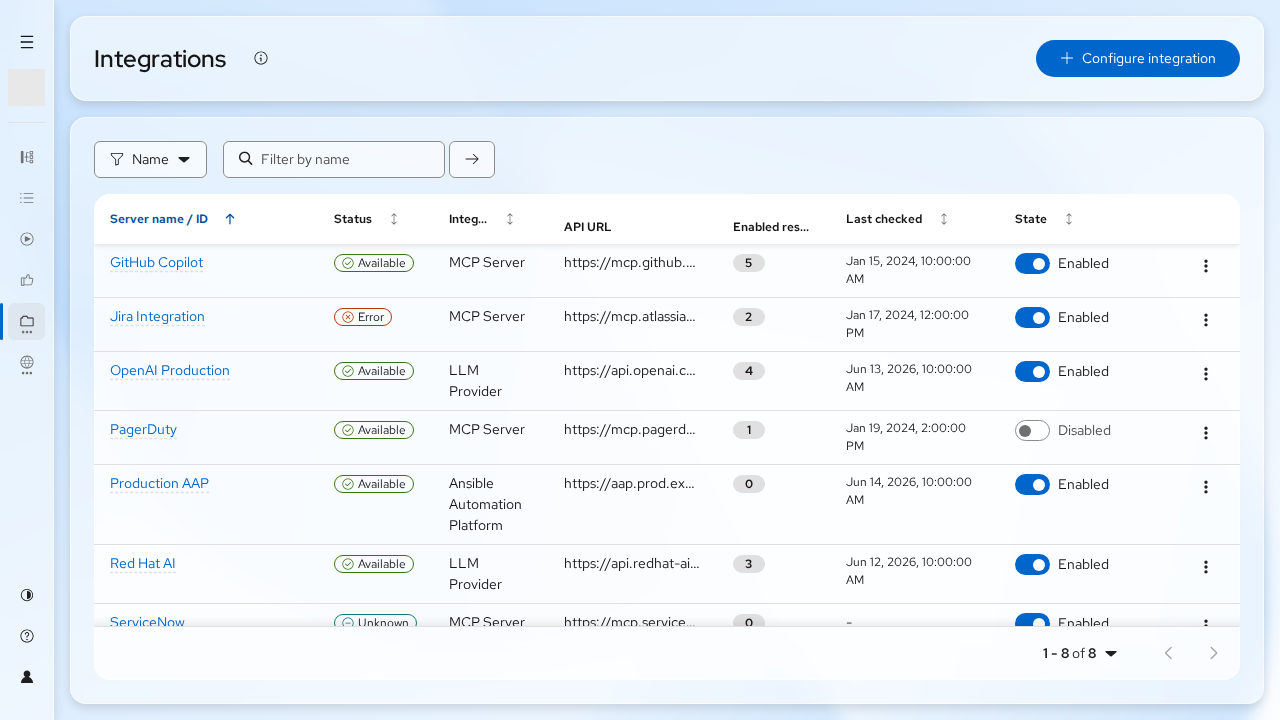 Integrations
Configure integration
Name
Filter by name
Server name / ID
Status
Integ...
API URL
Enabled res...
Last checked
State
GitHub Copilot
Available
MCP Server
https://mcp.github....
5
Jan 15, 2024, 10:00:00
AM
Enabled
Jira Integration
Error
MCP Server
https://mcp.atlassia...
2
Jan 17, 2024, 12:00:00
PM
Enabled
OpenAI Production
Available
LLM
Provider
https://api.openai.c...
4
Jun 13, 2026, 10:00:00
AM
Enabled
PagerDuty
Available
MCP Server
https://mcp.pagerd...
1
Jan 19, 2024, 2:00:00
PM
Disabled
Production AAP
Available
Ansible
Automation
Platform
https://aap.prod.ex...
0
Jun 14, 2026, 10:00:00
AM
Enabled
Red Hat AI
Available
LLM
Provider
https://api.redhat-ai...
3
Jun 12, 2026, 10:00:00
AM
Enabled
ServiceNow
Unknown
MCP Server
https://mcp.service...
0
-
Enabled
1 - 8 of 8